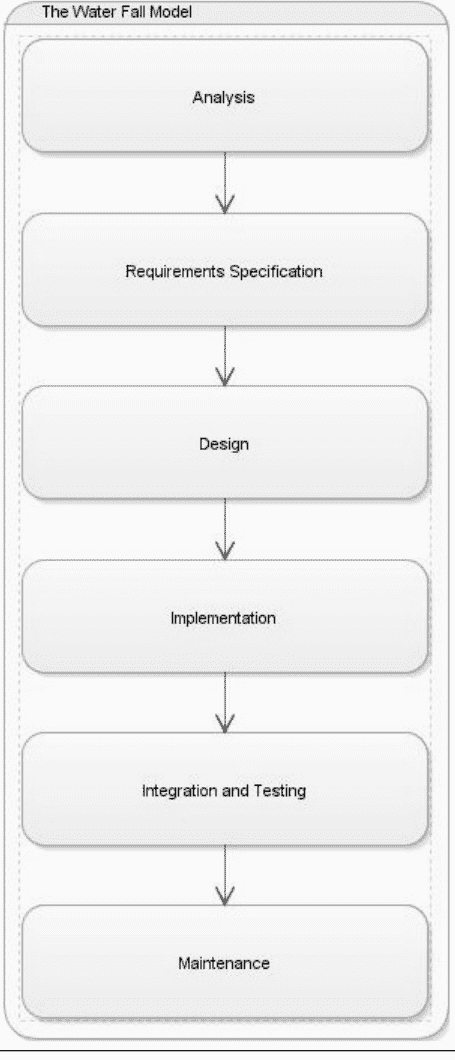 The Water Fall Model
Analysis
Requirements Specification
Design
Implementation
Integration and Testing
Maintenance